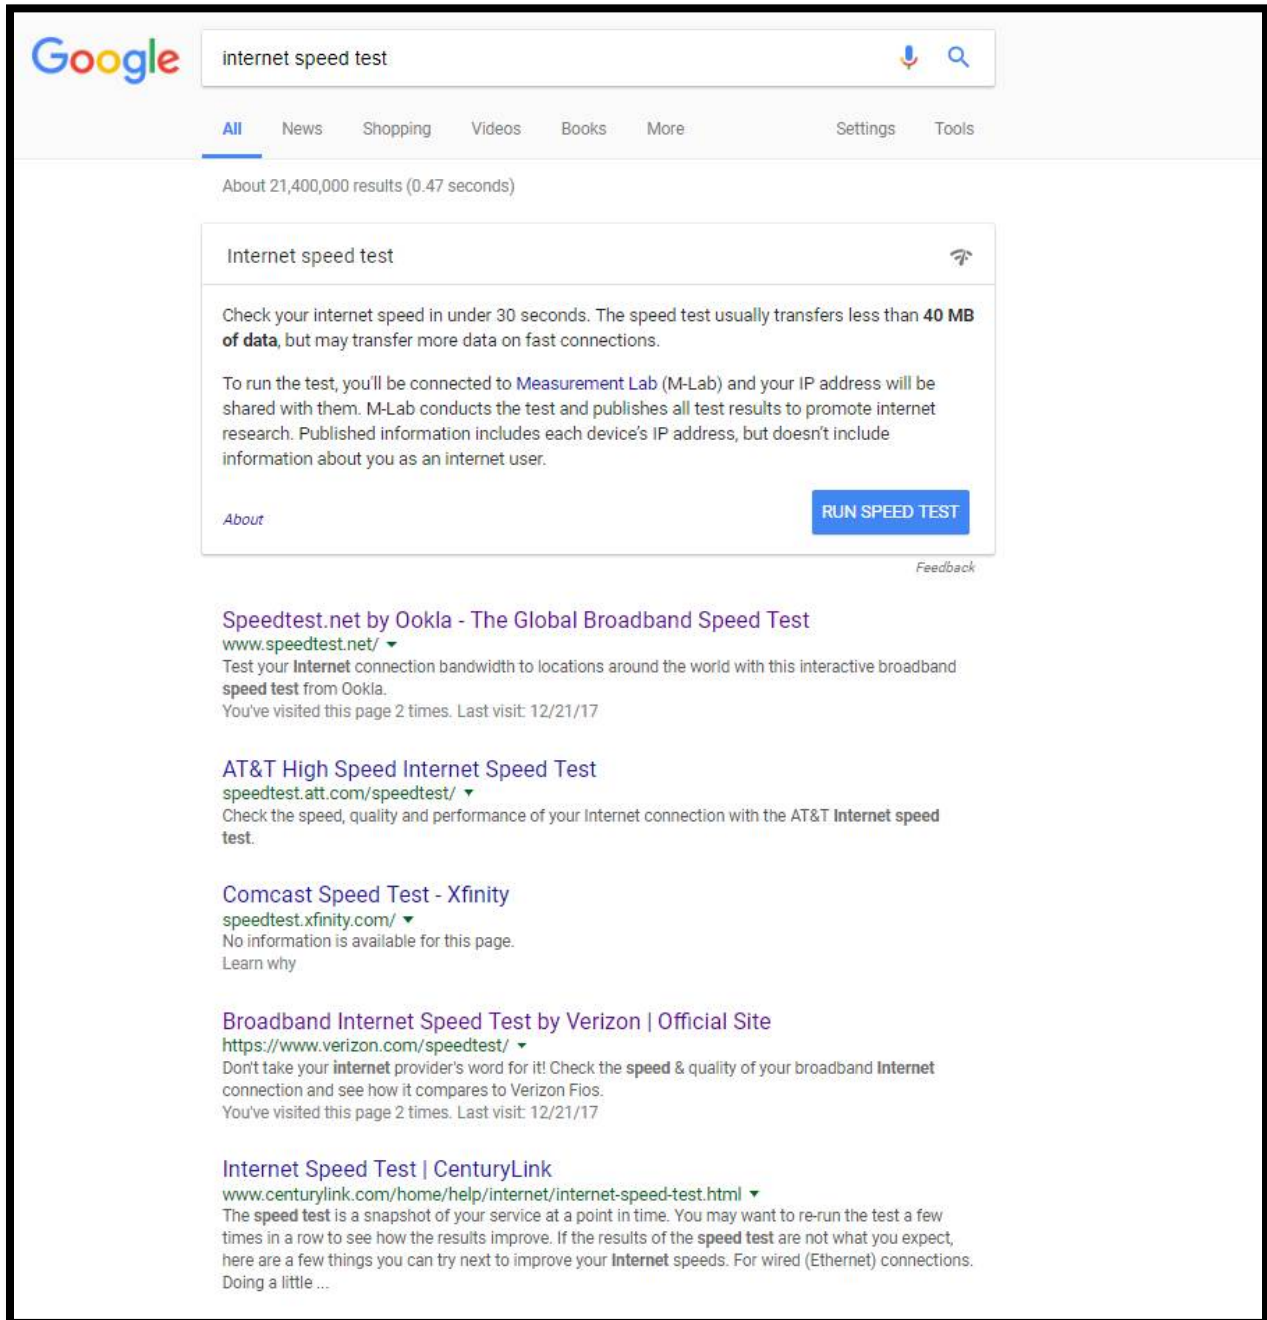 Google
internet speed test
All News Shopping Videos Books More Settings Tools
About 21,400,000 results (0.47 seconds)
Internet speed test
Check your internet speed in under 30 seconds. The speed test usually transfers less than 40 MB
of data, but may transfer more data on fast connections.
To run the test, you'll be connected to Measurement Lab (M-Lab) and your IP address will be
shared with them. M-Lab conducts the test and publishes all test results to promote internet
research. Published information includes each device's IP address, but doesn't include
information about you as an internet user.
About
RUN SPEED TEST
Feedback
Speedtest.net by Ookla - The Global Broadband Speed Test
www.speedtest.net/
Test your Internet connection bandwidth to locations around the world with this interactive broadband
speed test from Ookla.
You've visited this page 2 times. Last visit: 12/21/17
AT&T High Speed Internet Speed Test
speedtest.att.com/speedtest/
Check the speed, quality and performance of your Internet connection with the AT&T Internet speed
test.
Comcast Speed Test - Xfinity
speedtest.xfinity.com/
No information is available for this page.
Learn why
Broadband Internet Speed Test by Verizon | Official Site
https://www.verizon.com/speedtest/
Don't take your internet provider's word for it! Check the speed & quality of your broadband Internet
connection and see how it compares to Verizon Fios.
You've visited this page 2 times. Last visit: 12/21/17
Internet Speed Test | CenturyLink
www.centurylink.com/home/help/internet/internet-speed-test.html
The speed test is a snapshot of your service at a point in time. You may want to re-run the test a few
times in a row to see how the results improve. If the results of the speed test are not what you expect,
here are a few things you can try next to improve your Internet speeds. For wired (Ethernet) connections.
Doing a little ...